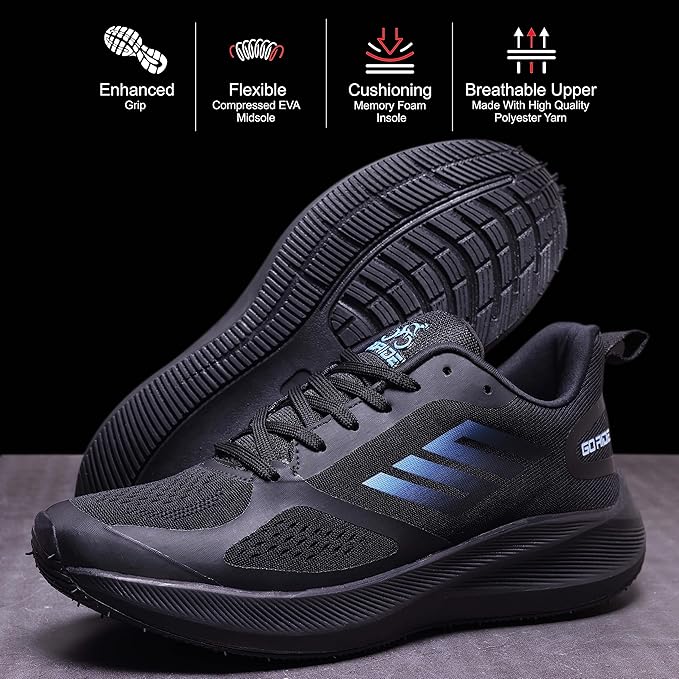 Enhanced
Grip
Flexible
Compressed EVA
Midsole
Cushioning
Memory Foam
Insole
Breathable Upper
Made With High Quality
Polyester Yarn
GO RIDE